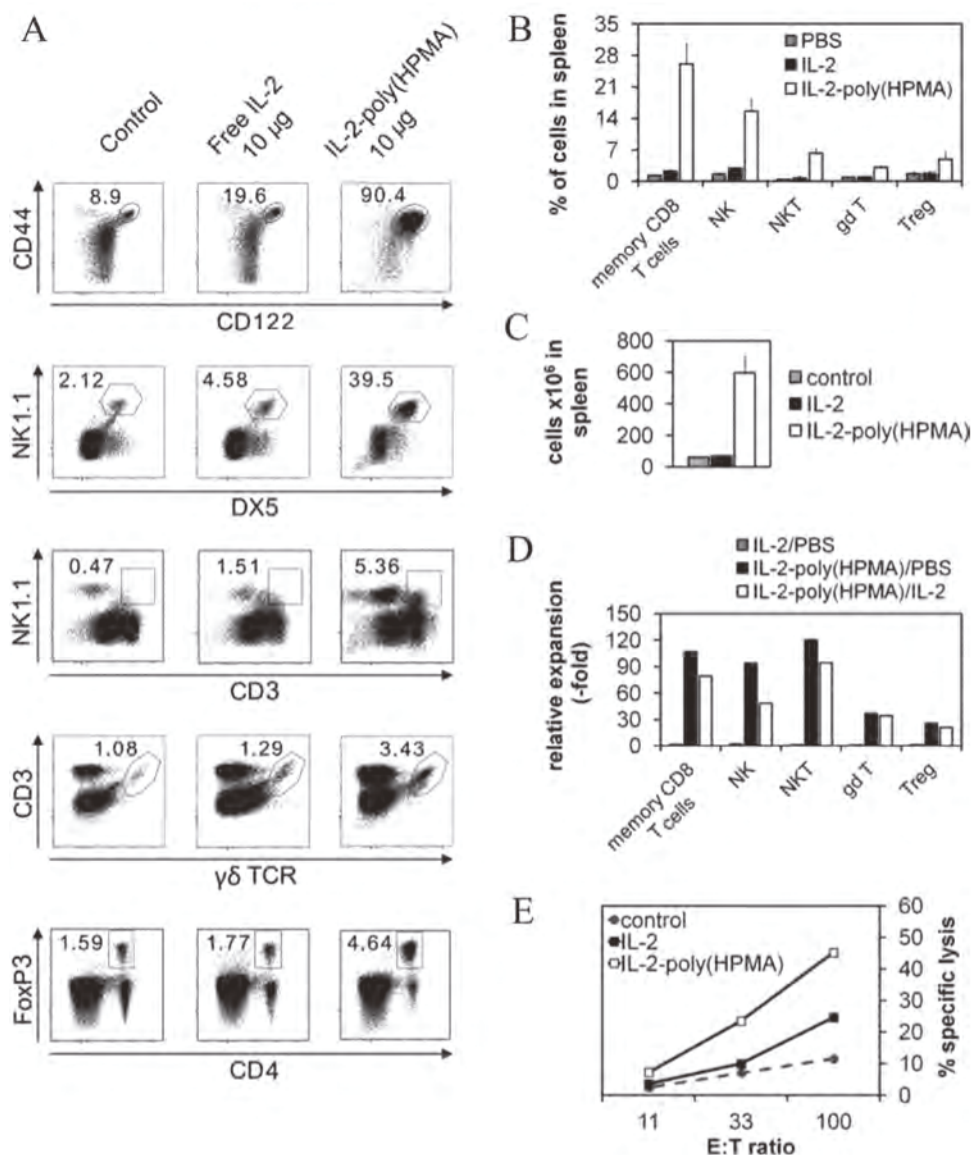 A
Control
Free IL-2
10 µg
IL-2-poly(HPMA)
10 µg
CD44
8.9
19.6
90.4
CD122
NK1.1
2.12
4.58
39.5
DX5
NK1.1
0.47
1.51
5.36
CD3
CD3
1.08
1.29
3.43
γδ TCR
FoxP3
1.59
1.77
4.64
CD4
B
% of cells in spleen
35
28
21
14
7
0
PBS
IL-2
IL-2-poly(HPMA)
memory CD8
T cells
NK
NKT
gd T
Treg
C
cells x10⁶ in
spleen
800
600
400
200
0
control
IL-2
IL-2-poly(HPMA)
D
IL-2/PBS
IL-2-poly(HPMA)/PBS
IL-2-poly(HPMA)/IL-2
relative expansion
(-fold)
150
120
90
60
30
0
memory CD8
T cells
NK
NKT
gd T
Treg
E
control
IL-2
IL-2-poly(HPMA)
60
50
40
30
20
10
0
% specific lysis
11
33
100
E:T ratio